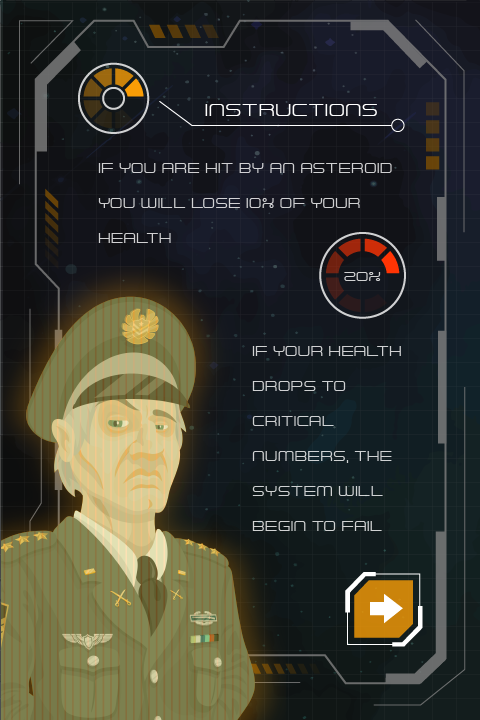 INSTRUCTIONS
IF YOU ARE HIT BY AN ASTEROID
YOU WILL LOSE 10% OF YOUR
HEALTH
20%
IF YOUR HEALTH
DROPS TO
CRITICAL
NUMBERS, THE
SYSTEM WILL
BEGIN TO FAIL